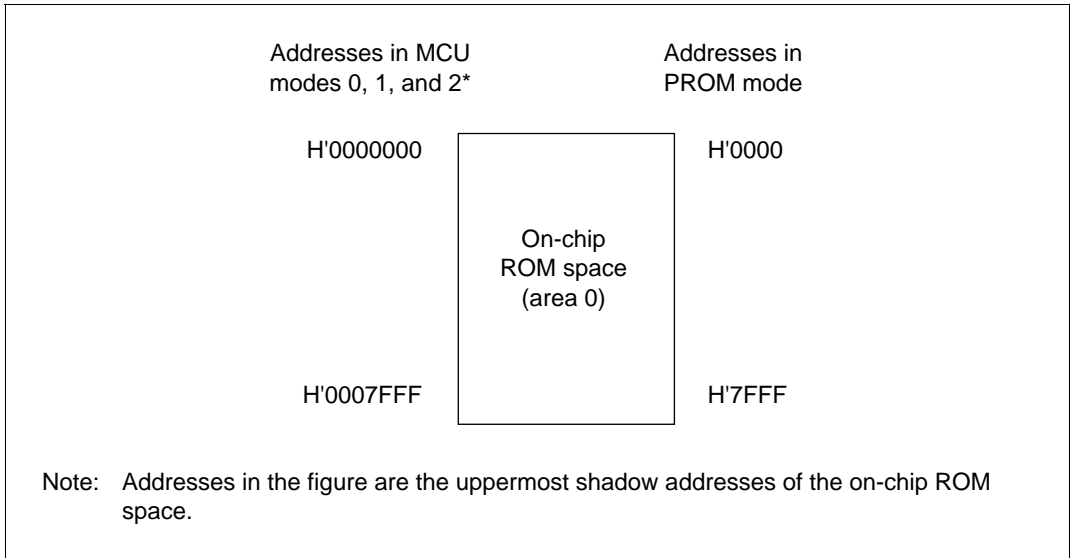 Addresses in MCU
modes 0, 1, and 2*
Addresses in
PROM mode
H'0000000
H'0000
On-chip
ROM space
(area 0)
H'0007FFF
H'7FFF
Note: Addresses in the figure are the uppermost shadow addresses of the on-chip ROM
space.